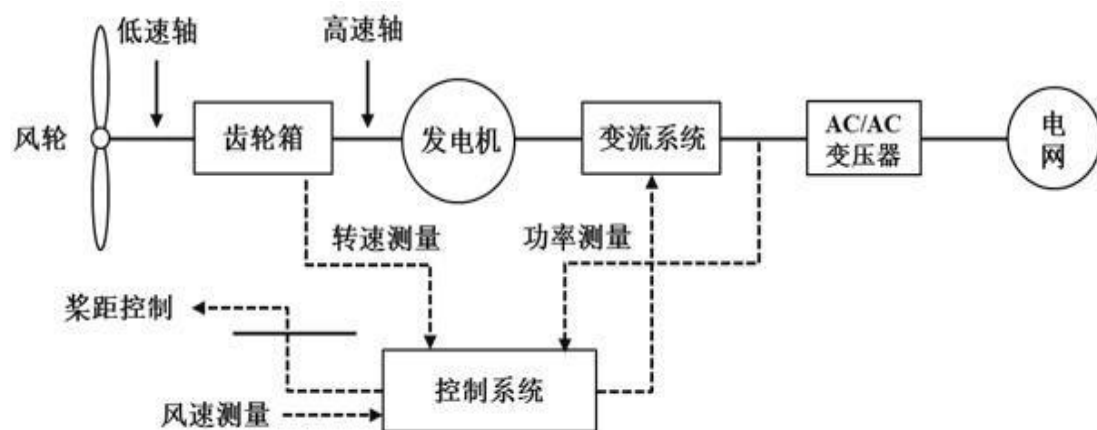 低速轴
高速轴
风轮
齿轮箱
发电机
变流系统
AC/AC
变压器
电
网
转速测量
功率测量
桨距控制
控制系统
风速测量